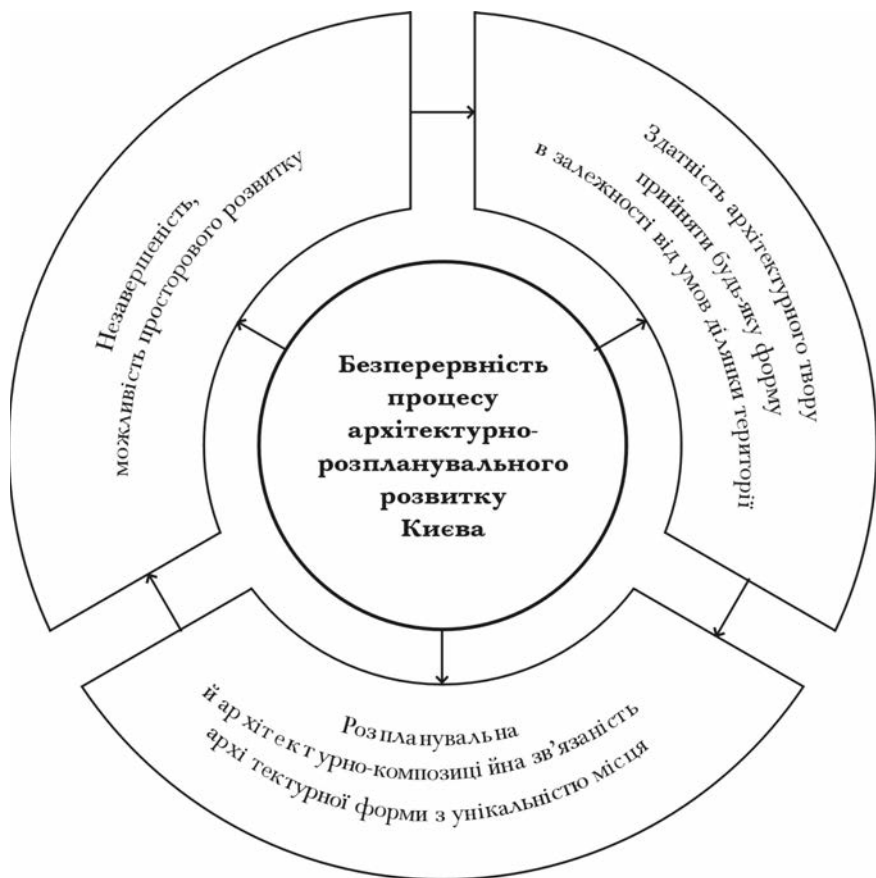 Незавершеність,
можливість просторового розвитку
Здатність архітектурного твору
прийняти будь-яку форму
в залежності від умов ділянки території
Безперервність
процесу
архітектурно-
розпланувального
розвитку
Києва
Розпланувальна
й архітектурно-композиційна зв’язаність
архітектурної форми з унікальністю місця